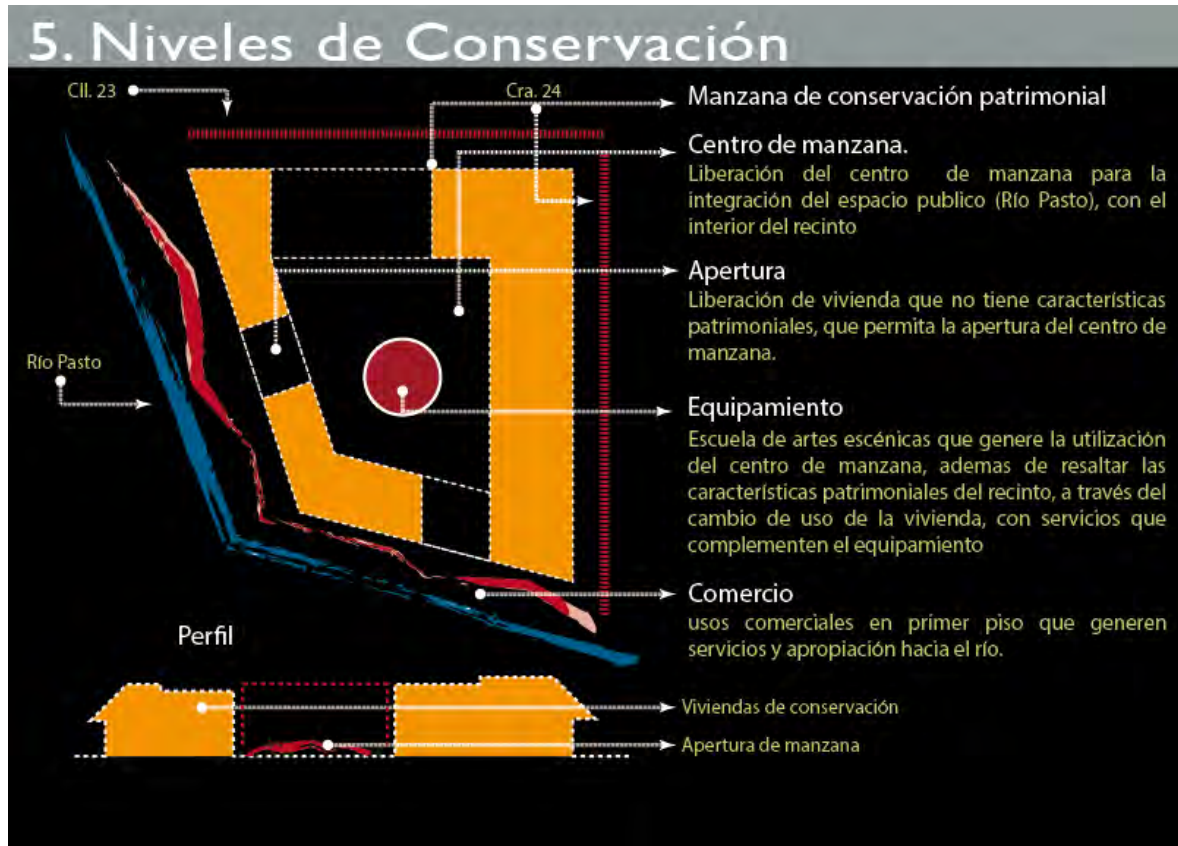 5. Niveles de Conservación
Cll. 23
Cra. 24
Manzana de conservación patrimonial
Centro de manzana.
Liberación del centro de manzana para la
integración del espacio publico (Río Pasto), con el
interior del recinto
Apertura
Liberación de vivienda que no tiene características
patrimoniales, que permita la apertura del centro de
manzana.
Río Pasto
Equipamiento
Escuela de artes escénicas que genere la utilización
del centro de manzana, ademas de resaltar las
características patrimoniales del recinto, a través del
cambio de uso de la vivienda, con servicios que
complementen el equipamiento
Comercio
usos comerciales en primer piso que generen
servicios y apropiación hacia el río.
Perfil
Viviendas de conservación
Apertura de manzana